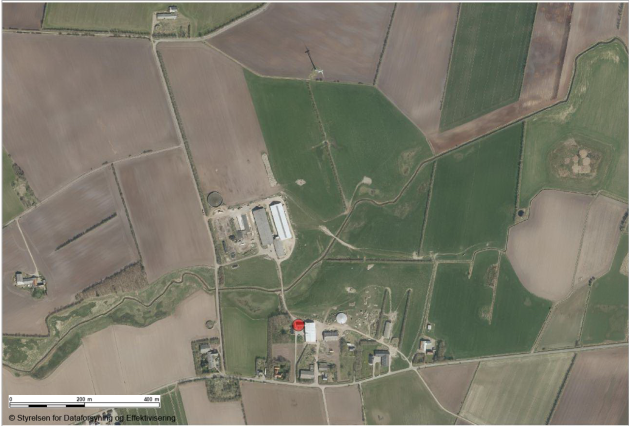 0 200 m 400 m
© Styrelsen for Dataforsyning og Effektivisering